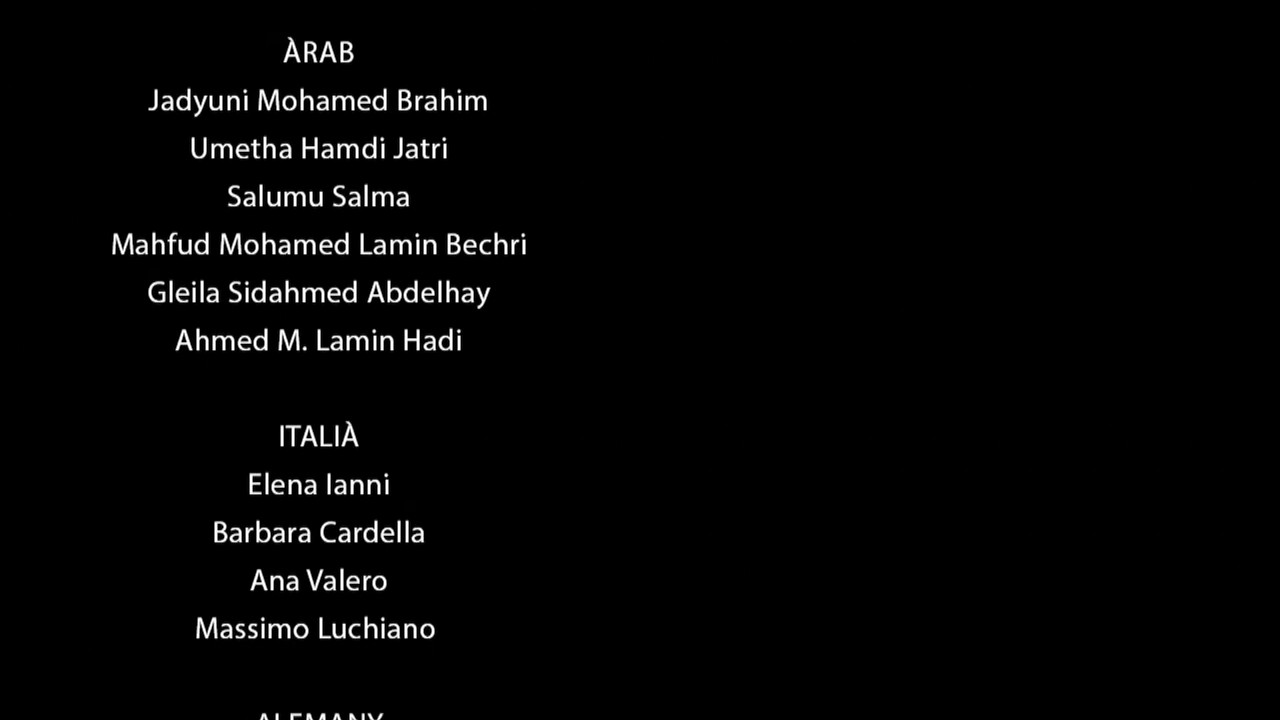 ÀRAB
Jadyuni Mohamed Brahim
Umetha Hamdi Jatri
Salumu Salma
Mahfud Mohamed Lamin Bechri
Gleila Sidahmed Abdelhay
Ahmed M. Lamin Hadi
ITALIÀ
Elena Ianni
Barbara Cardella
Ana Valero
Massimo Luchiano
ALEMANY